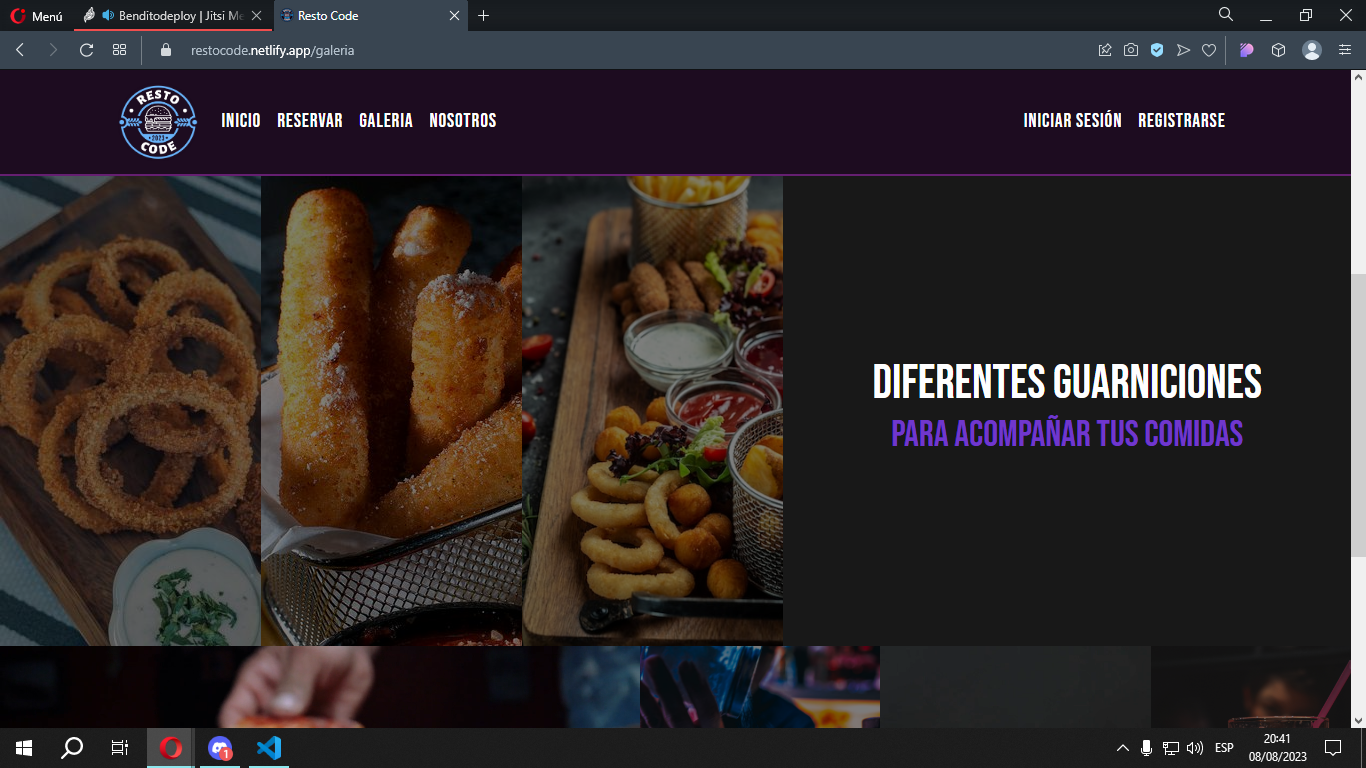 Menú
Benditodeploy | Jitsi Me
Resto Code
restocode.netlify.app/galeria
RESTO
2023
CODE
INICIO
RESERVAR
GALERIA
NOSOTROS
INICIAR SESIÓN
REGISTRARSE
DIFERENTES GUARNICIONES
PARA ACOMPAÑAR TUS COMIDAS
1
ESP
20:41
08/08/2023